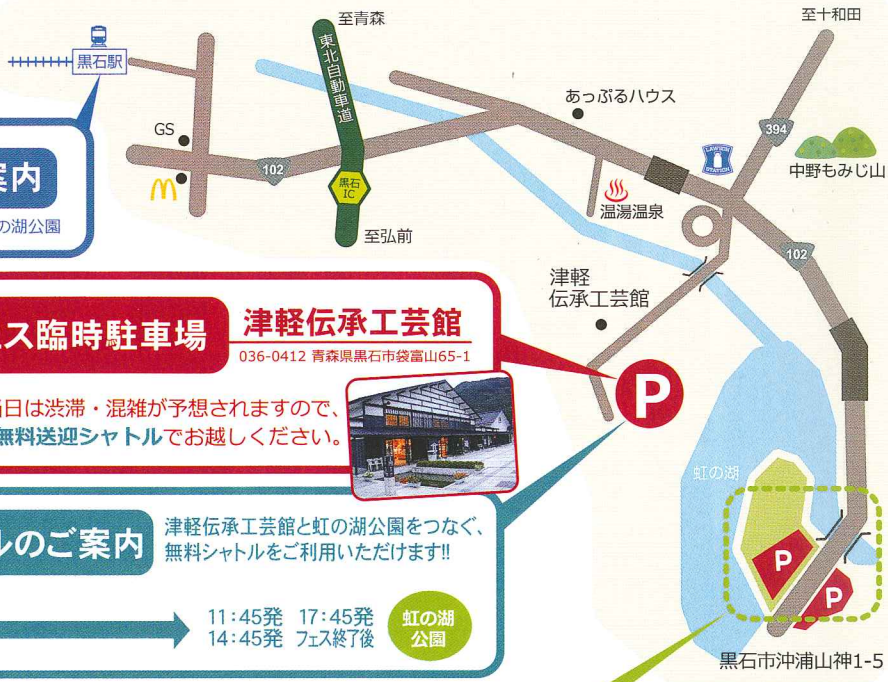 至青森
至十和田
東北自動車道
黒石駅
あっぷるハウス
GS
394
LAWSON
STATION
中野もみじ山
102
黒石
IC
温湯温泉
案内
の湖公園
至弘前
102
津軽
伝承工芸館
ス臨時駐車場
津軽伝承工芸館
036-0412 青森県黒石市袋富山65-1
P
当日は渋滞・混雑が予想されますので、
無料送迎シャトルでお越しください。
虹の湖
ルのご案内
津軽伝承工芸館と虹の湖公園をつなぐ、
無料シャトルをご利用いただけます!!
P
P
11:45発 17:45発
14:45発 フェス終了後
虹の湖
公園
黒石市沖浦山神1-5